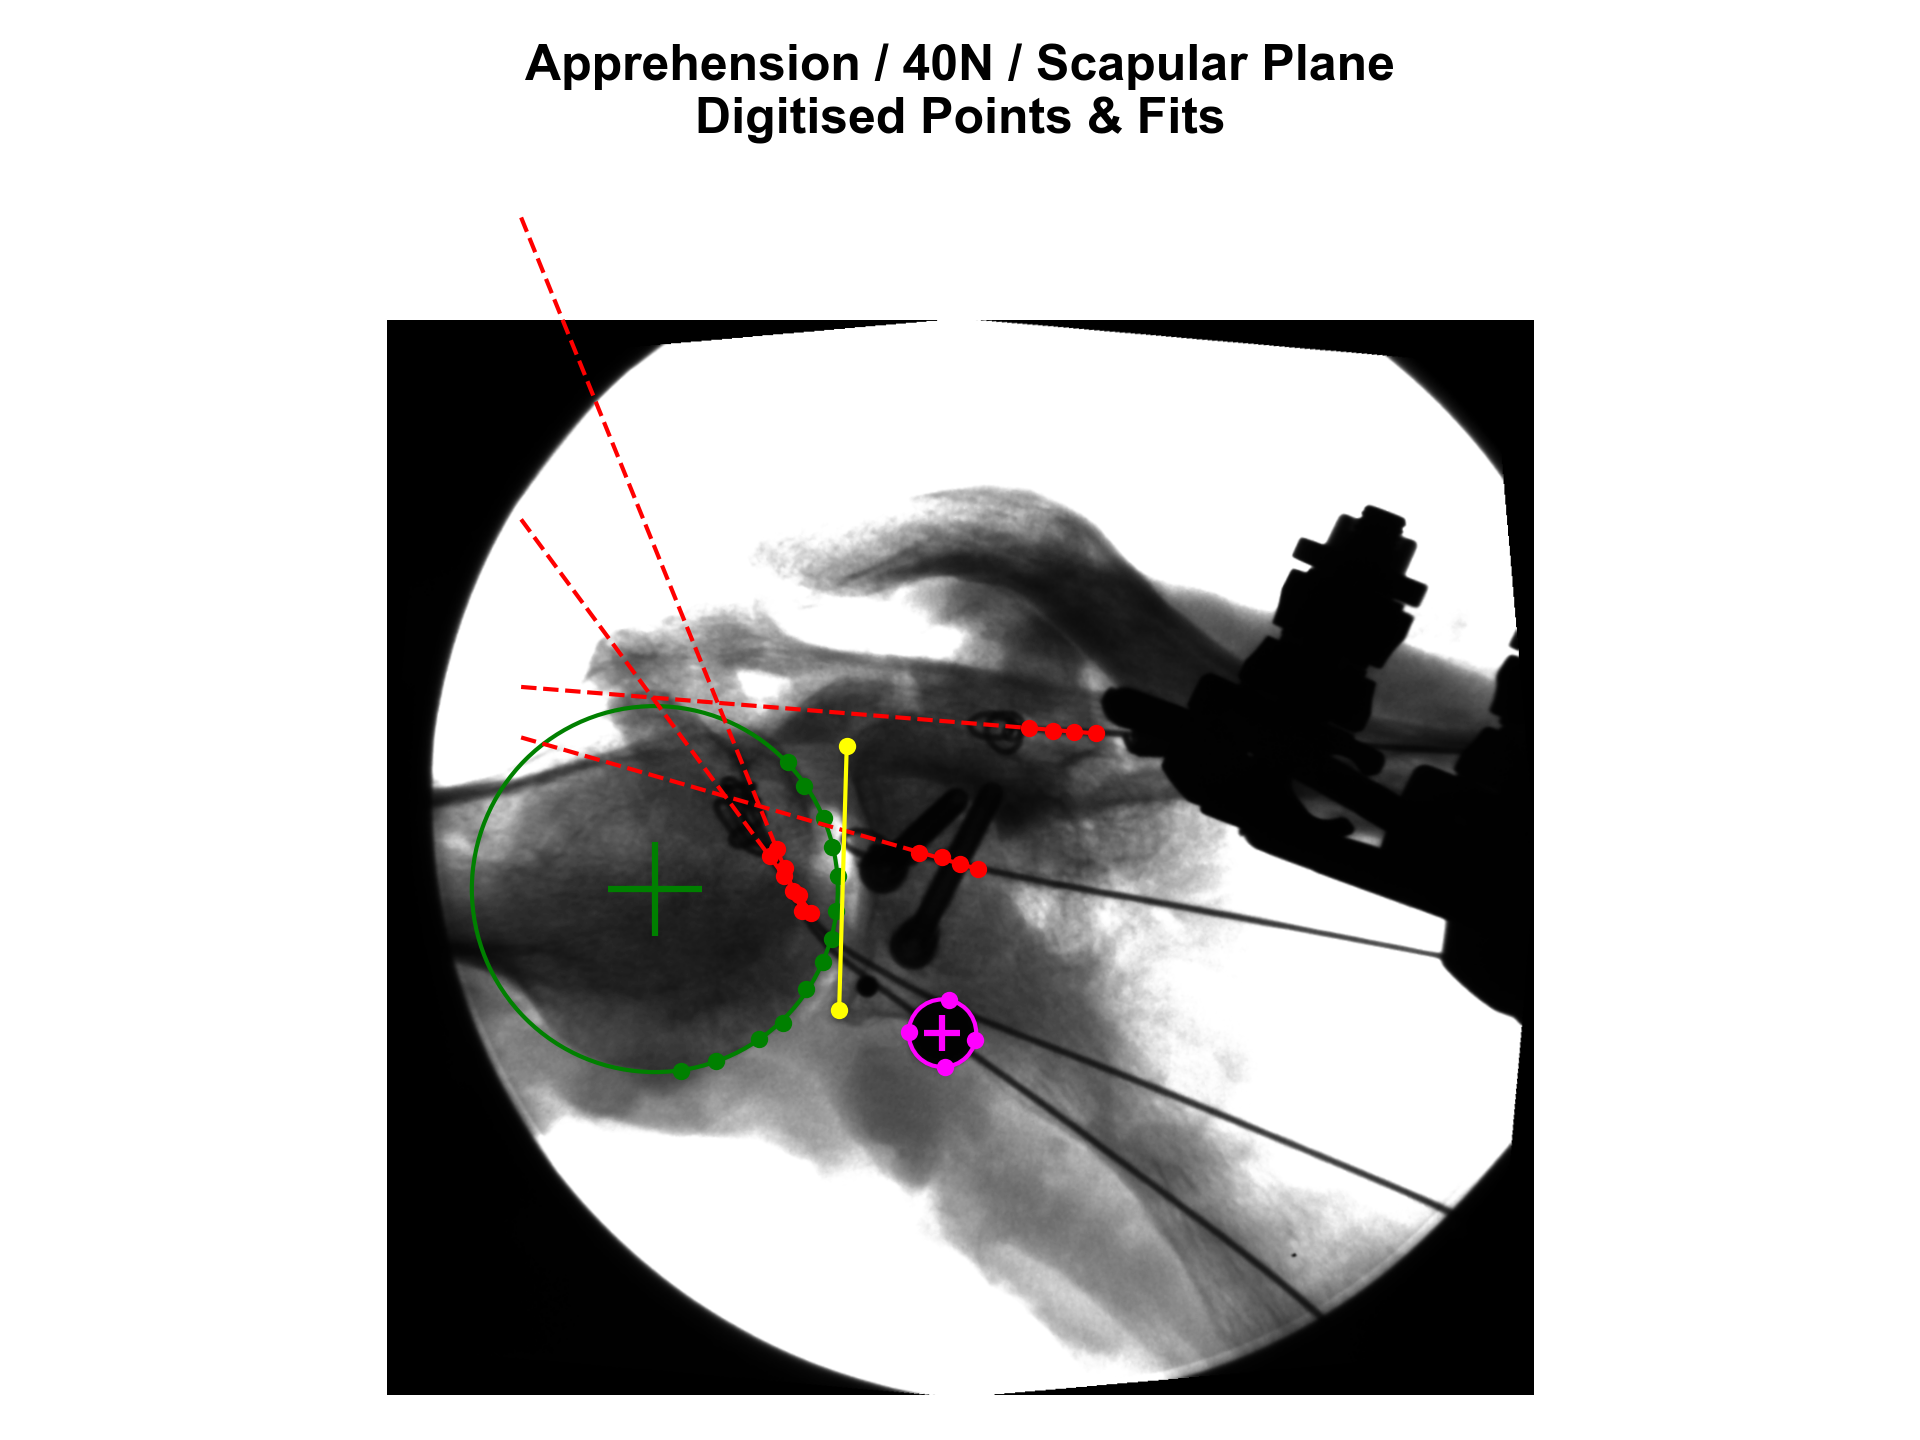 Apprehension / 40N / Scapular Plane
Digitised Points & Fits